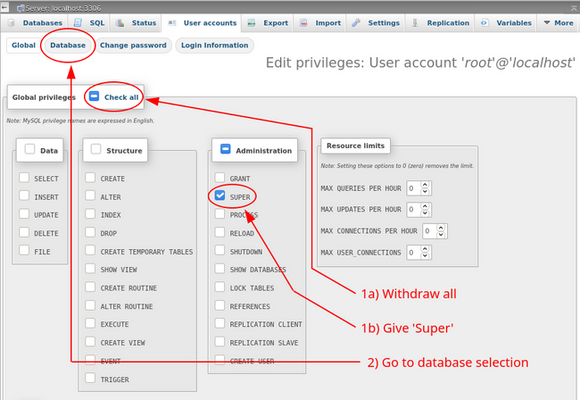 Server: localhost:3306
Databases SQL Status User accounts Export Import Settings Replication Variables More
Global Database Change password Login Information
Edit privileges: User account 'root'@'localhost'
Global privileges Check all
Note: MySQL privilege names are expressed in English.
Data
SELECT
INSERT
UPDATE
DELETE
FILE
Structure
CREATE
ALTER
INDEX
DROP
CREATE TEMPORARY TABLES
SHOW VIEW
CREATE ROUTINE
ALTER ROUTINE
EXECUTE
CREATE VIEW
EVENT
TRIGGER
Administration
GRANT
SUPER
PROCESS
RELOAD
SHUTDOWN
SHOW DATABASES
LOCK TABLES
REFERENCES
REPLICATION CLIENT
REPLICATION SLAVE
CREATE USER
Resource limits
Note: Setting these options to 0 (zero) removes the limit.
MAX QUERIES PER HOUR 0
MAX UPDATES PER HOUR 0
MAX CONNECTIONS PER HOUR 0
MAX USER_CONNECTIONS 0
1a) Withdraw all
1b) Give 'Super'
2) Go to database selection